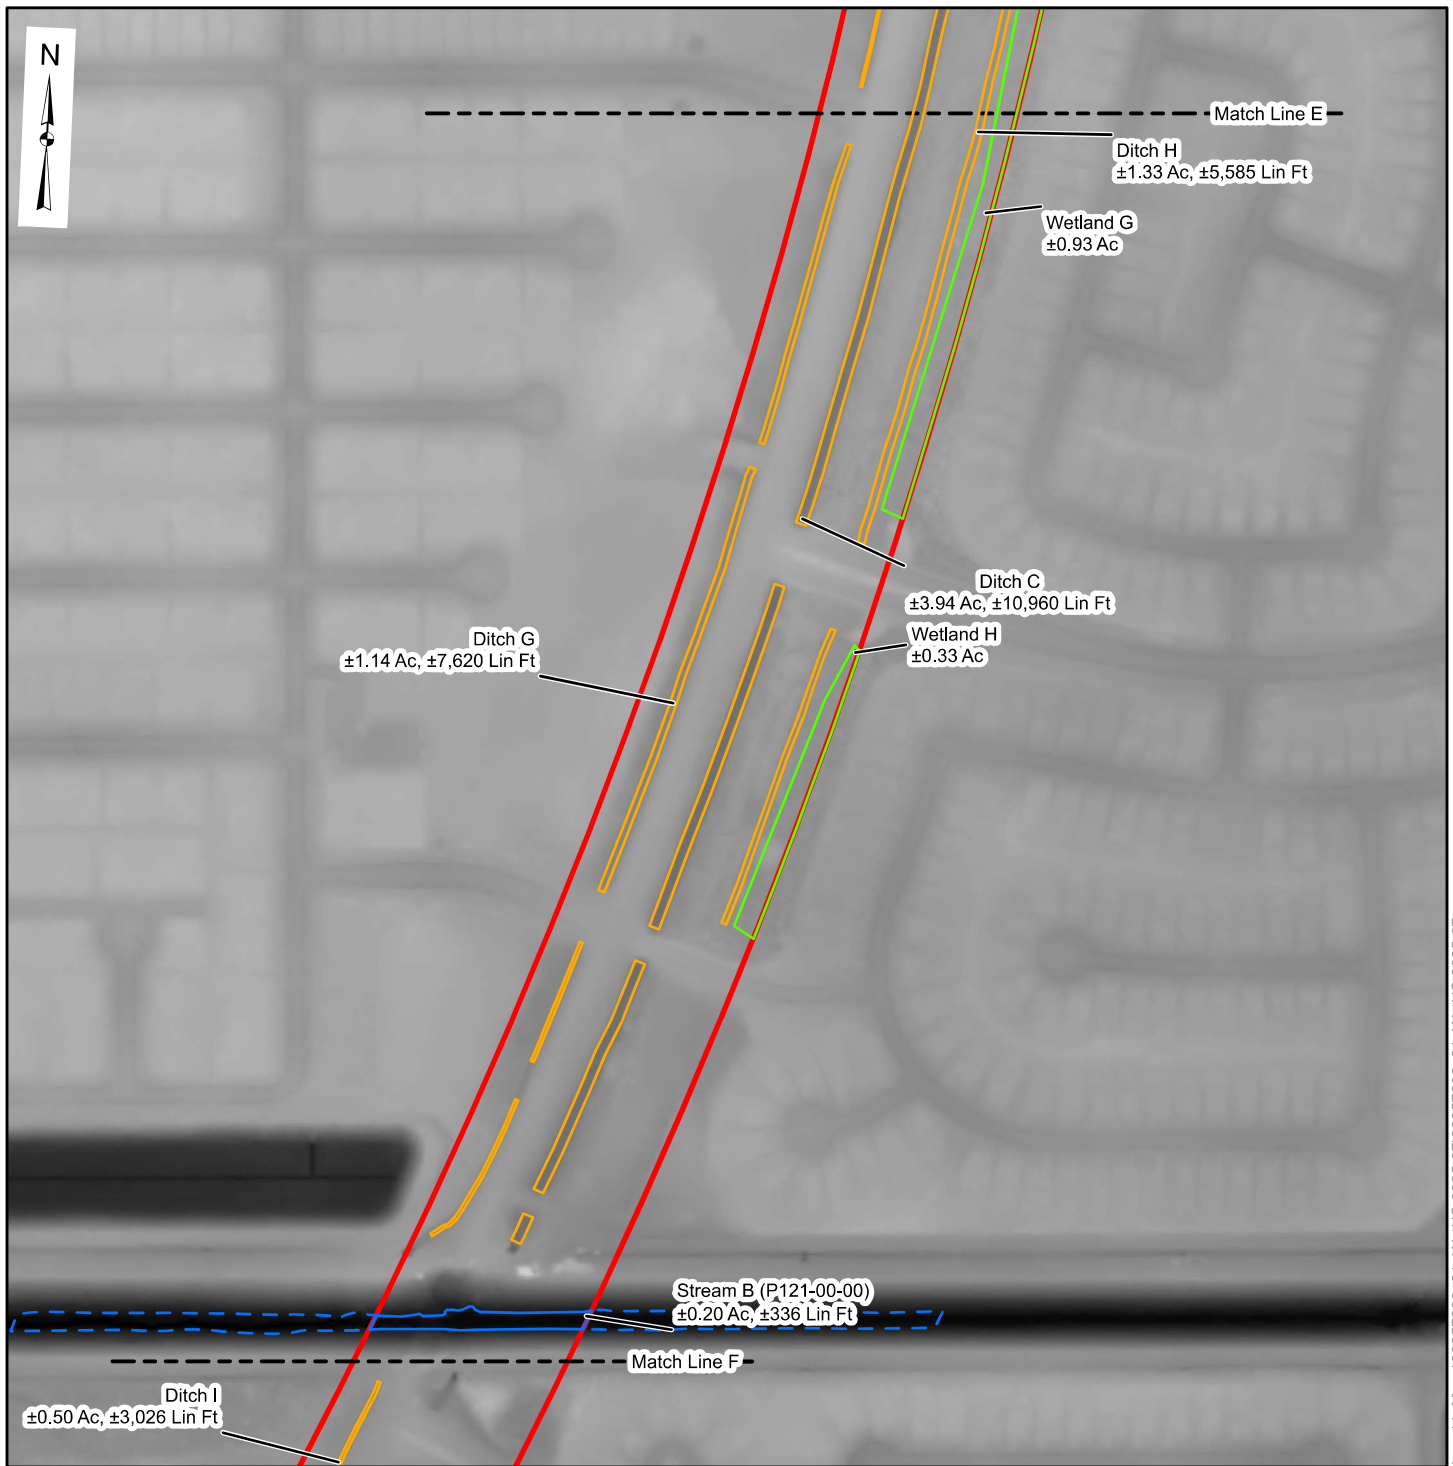 N
Match Line E
Ditch H
±1.33 Ac, ±5,585 Lin Ft
Wetland G
±0.93 Ac
Ditch C
±3.94 Ac, ±10,960 Lin Ft
Wetland H
±0.33 Ac
Ditch G
±1.14 Ac, ±7,620 Lin Ft
Stream B (P121-00-00)
±0.20 Ac, ±336 Lin Ft
Match Line F
Ditch I
±0.50 Ac, ±3,026 Lin Ft